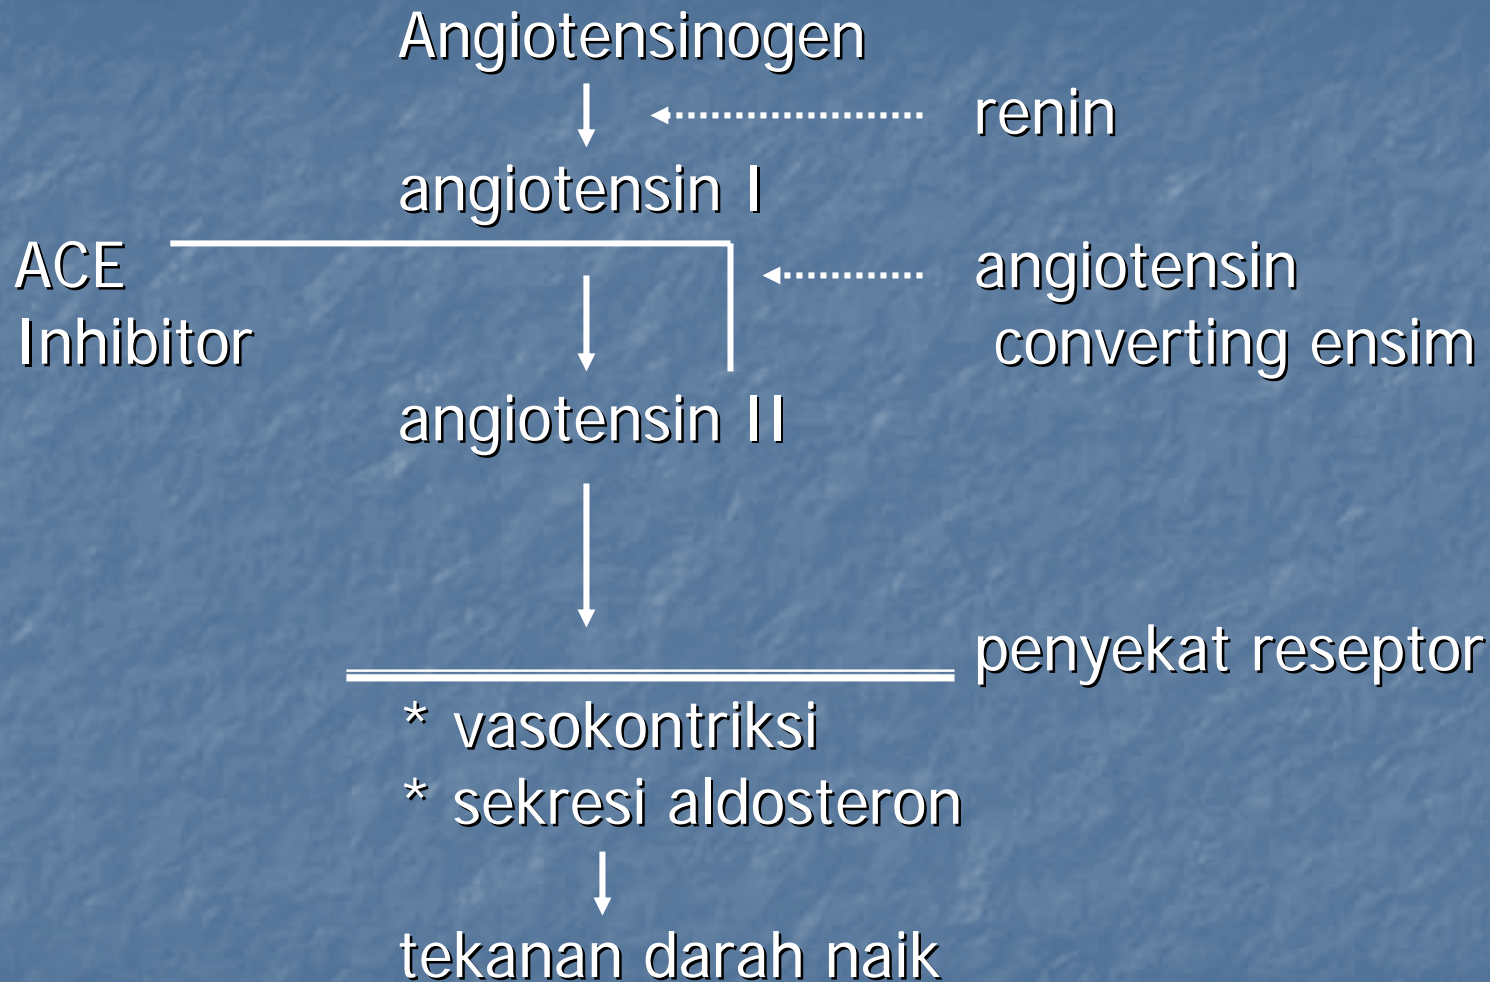 Angiotensinogen
renin
angiotensin I
ACE
Inhibitor
angiotensin
converting ensim
angiotensin II
penyekat reseptor
* vasokontriksi
* sekresi aldosteron
tekanan darah naik